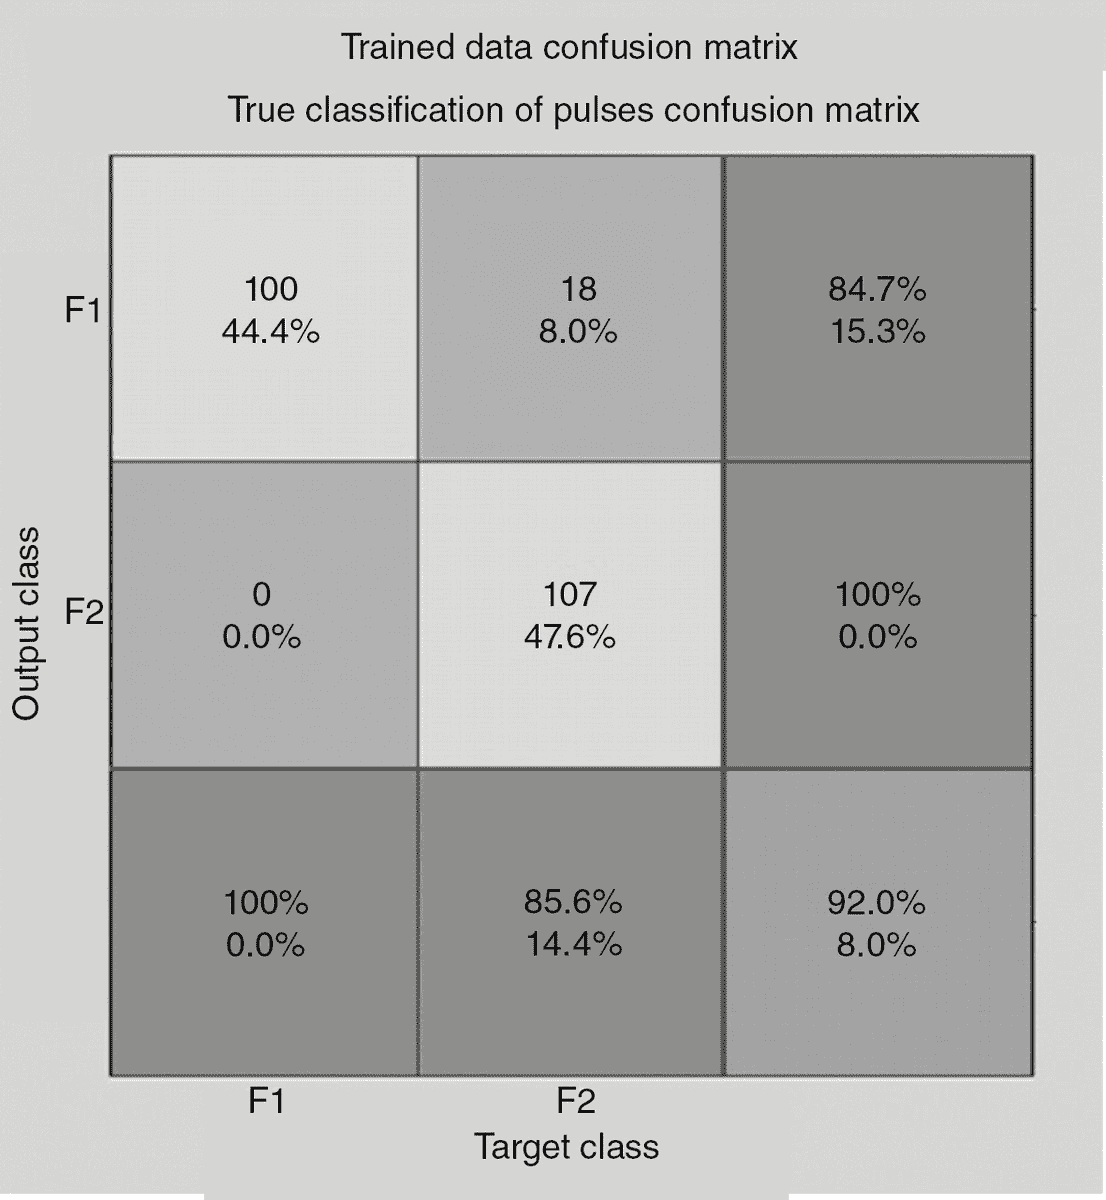 Trained data confusion matrix
True classification of pulses confusion matrix
Output class
F1
100
44.4%
18
8.0%
84.7%
15.3%
F2
0
0.0%
107
47.6%
100%
0.0%
100%
0.0%
85.6%
14.4%
92.0%
8.0%
F1
F2
Target class